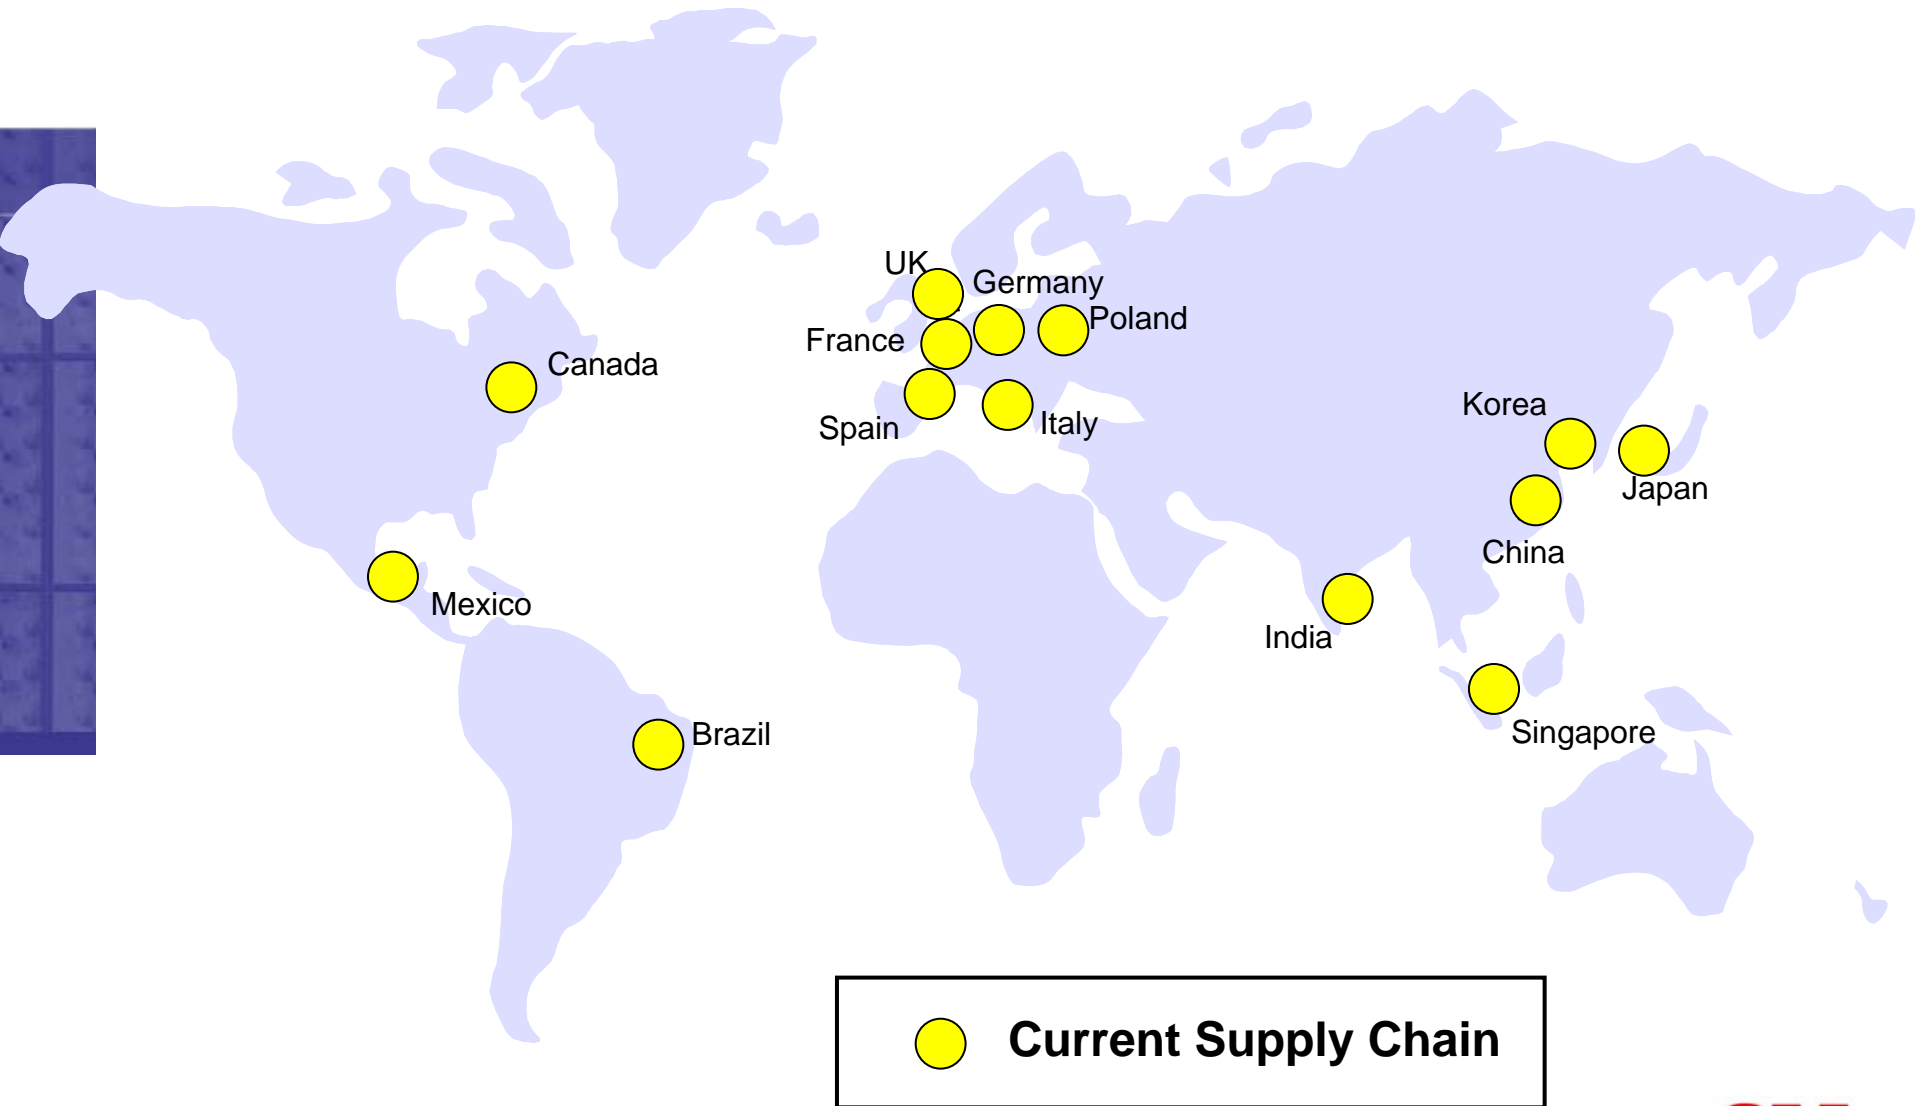 UK
Germany
Poland
France
Canada
Spain
Italy
Korea
Japan
China
Mexico
India
Singapore
Brazil
Current Supply Chain